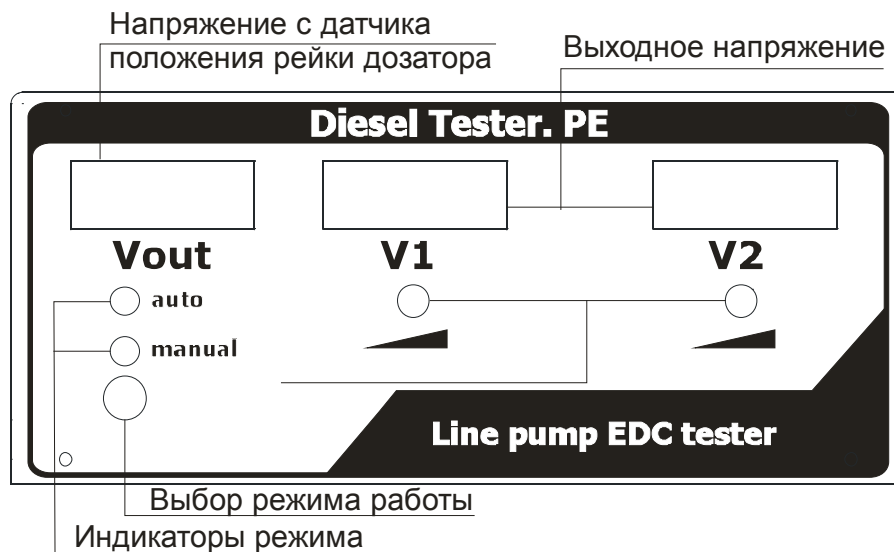 Напряжение с датчика
положения рейки дозатора
Выходное напряжение
Diesel Tester. PE
Vout
V1
V2
auto
manual
Line pump EDC tester
Выбор режима работы
Индикаторы режима